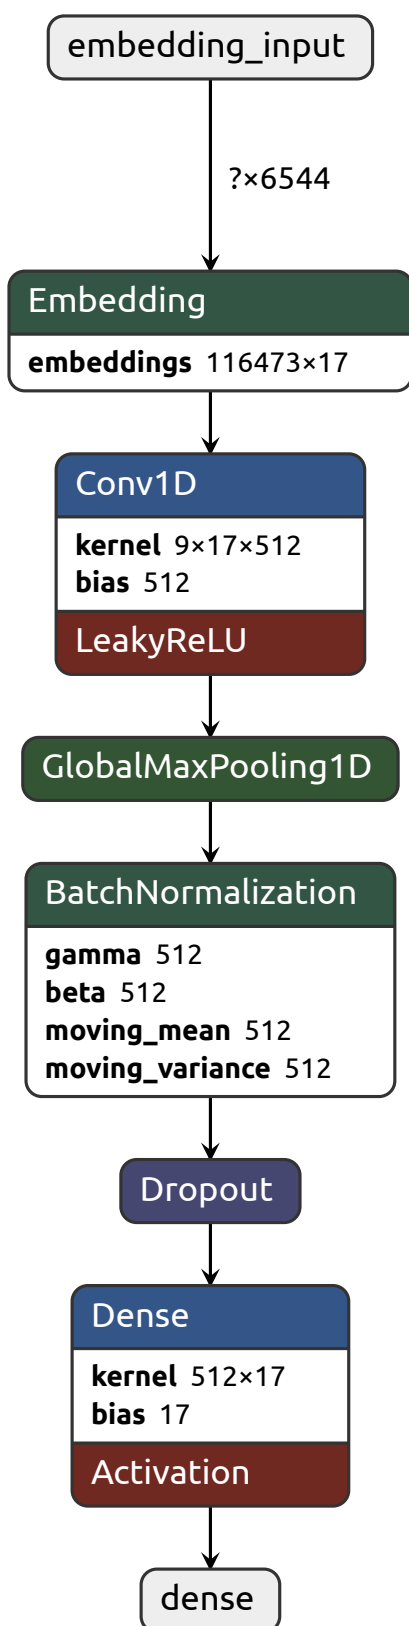 embedding_input
?×6544
Embedding
embeddings 116473×17
Conv1D
kernel 9×17×512
bias 512
LeakyReLU
GlobalMaxPooling1D
BatchNormalization
gamma 512
beta 512
moving_mean 512
moving_variance 512
Dropout
Dense
kernel 512×17
bias 17
Activation
dense